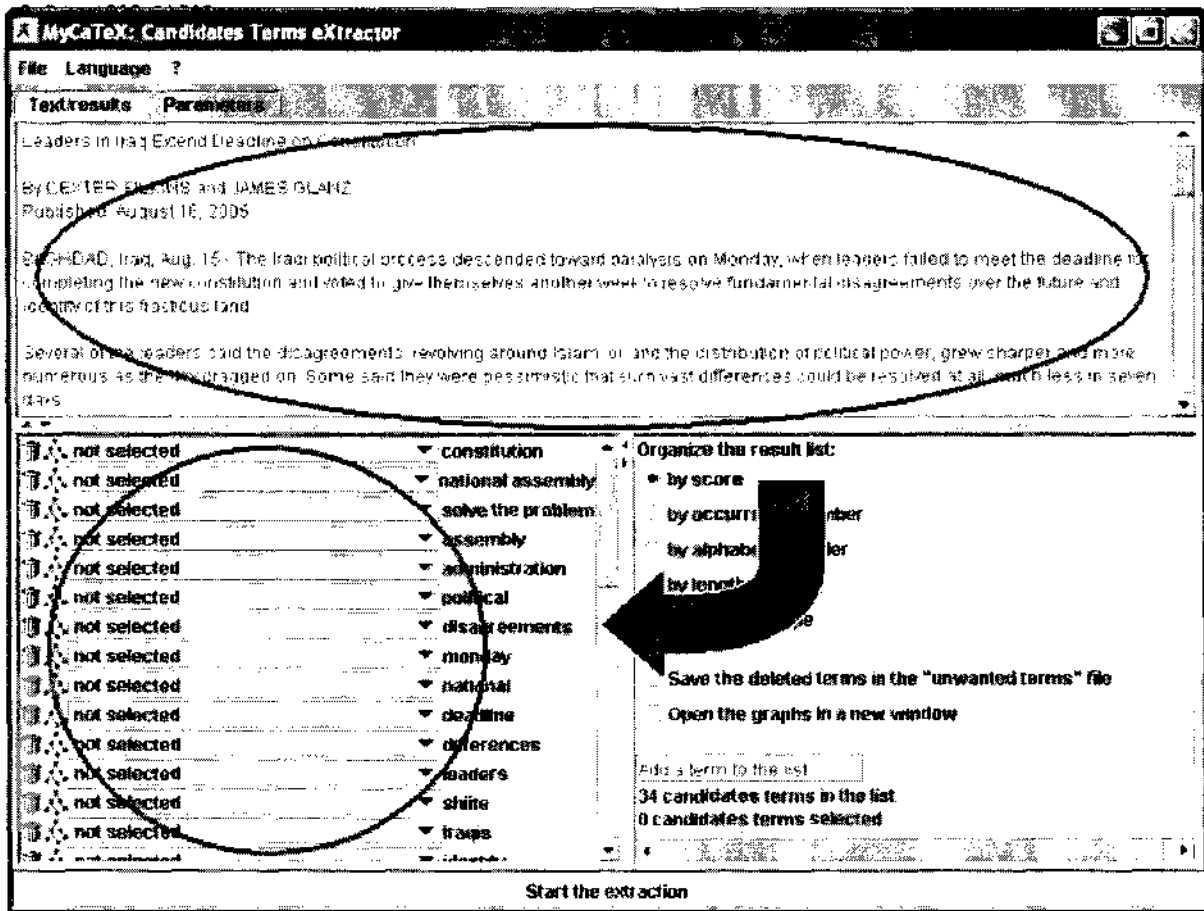 MyCaTeX: Candidates Terms eXtractor
File Language ?
Text/results Parameters
Leaders in Iraq Extend Deadline on Constitution
By DEXTER FILKINS and JAMES GLANZ
Published: August 16, 2005
BAGHDAD, Iraq, Aug. 15 - The Iraqi political process descended toward paralysis on Monday, when leaders failed to meet the deadline for
completing the new constitution and voted to give themselves another week to resolve fundamental disagreements over the future and
identity of this fractious land
Several of the leaders said the disagreements, revolving around Islam, oil and the distribution of political power, grew sharper and more
numerous as the day dragged on. Some said they were pessimistic that such vast differences could be resolved at all, much less in seven
days
not selected constitution
not selected national assembly
not selected solve the problem
not selected assembly
not selected administration
not selected political
not selected disagreements
not selected monday
not selected national
not selected deadline
not selected differences
not selected leaders
not selected shiite
not selected iraqis
not selected identity
Organize the result list:
by score
by
by
by
Save the deleted terms in the "unwanted terms" file
Open the graphs in a new window
Add a term to the list
34 candidates terms in the list.
0 candidates terms selected
Start the extraction